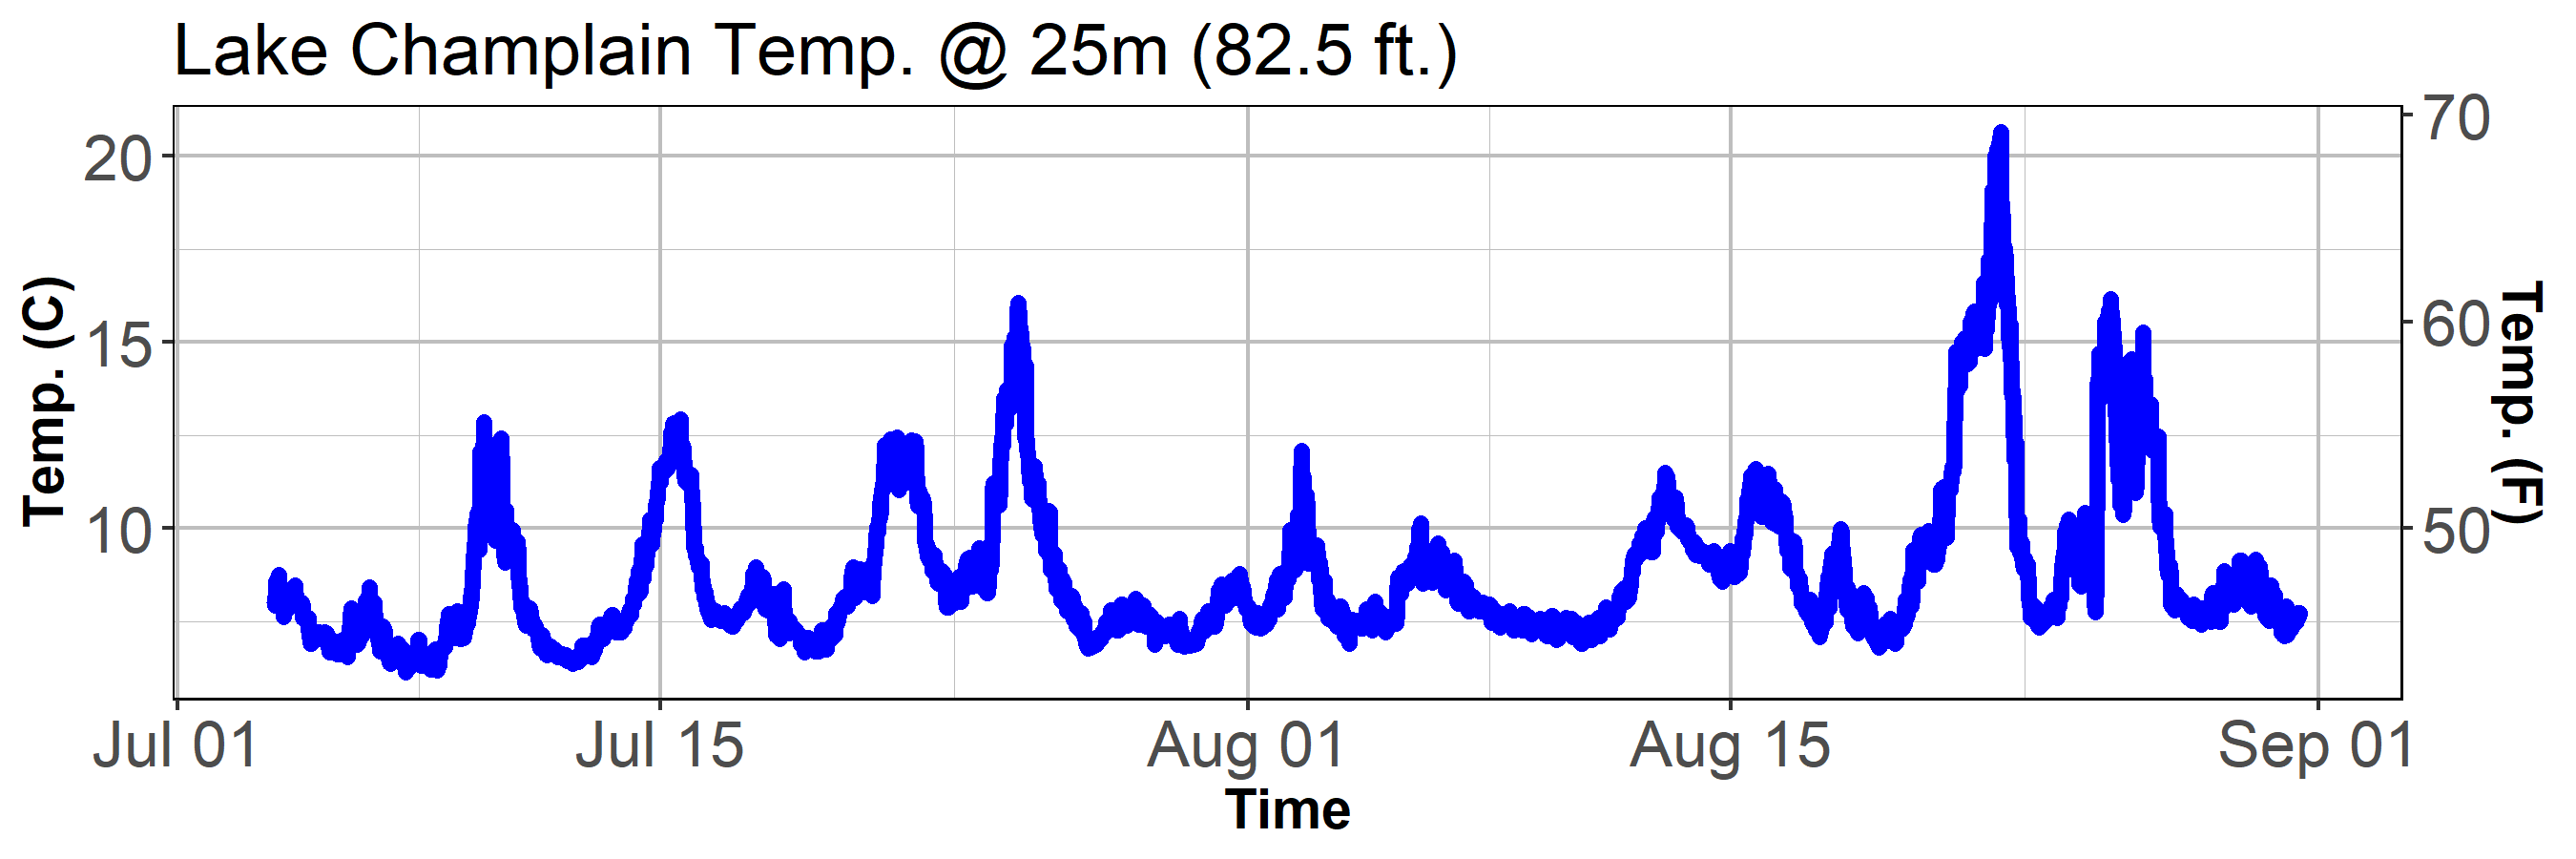 Lake Champlain Temp. @ 25m (82.5 ft.)
70
20
60
15
50
10
Temp. (C)
Temp. (F)
Jul 01 Jul 15 Aug 01 Aug 15 Sep 01
Time